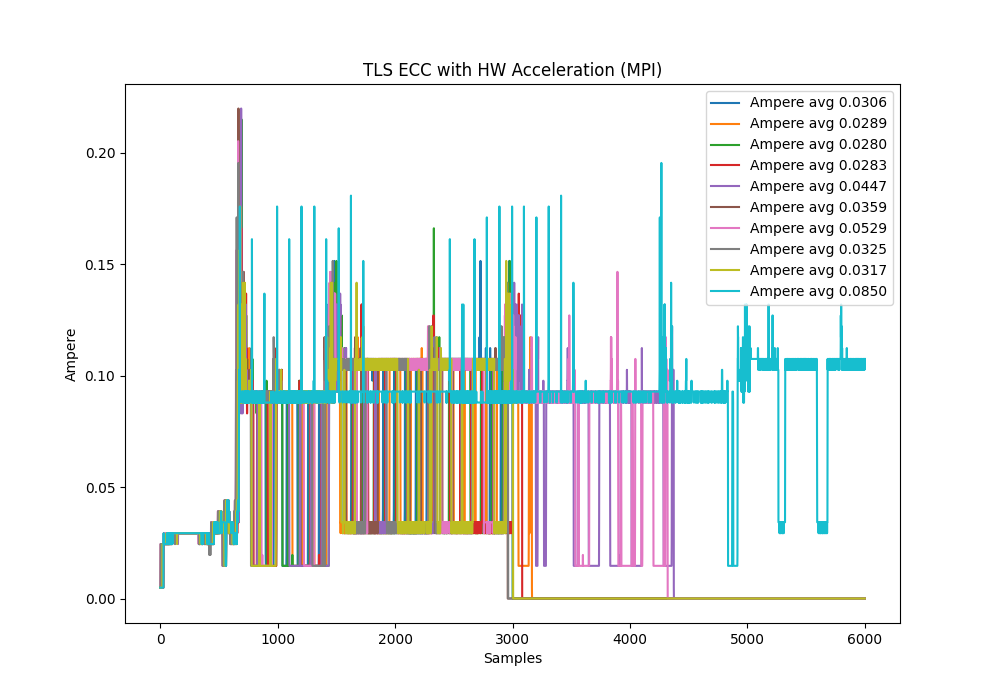 TLS ECC with HW Acceleration (MPI)
Ampere avg 0.0306
Ampere avg 0.0289
Ampere avg 0.0280
Ampere avg 0.0283
Ampere avg 0.0447
Ampere avg 0.0359
Ampere avg 0.0529
Ampere avg 0.0325
Ampere avg 0.0317
Ampere avg 0.0850
0.20
0.15
0.10
0.05
0.00
Ampere
0 1000 2000 3000 4000 5000 6000
Samples